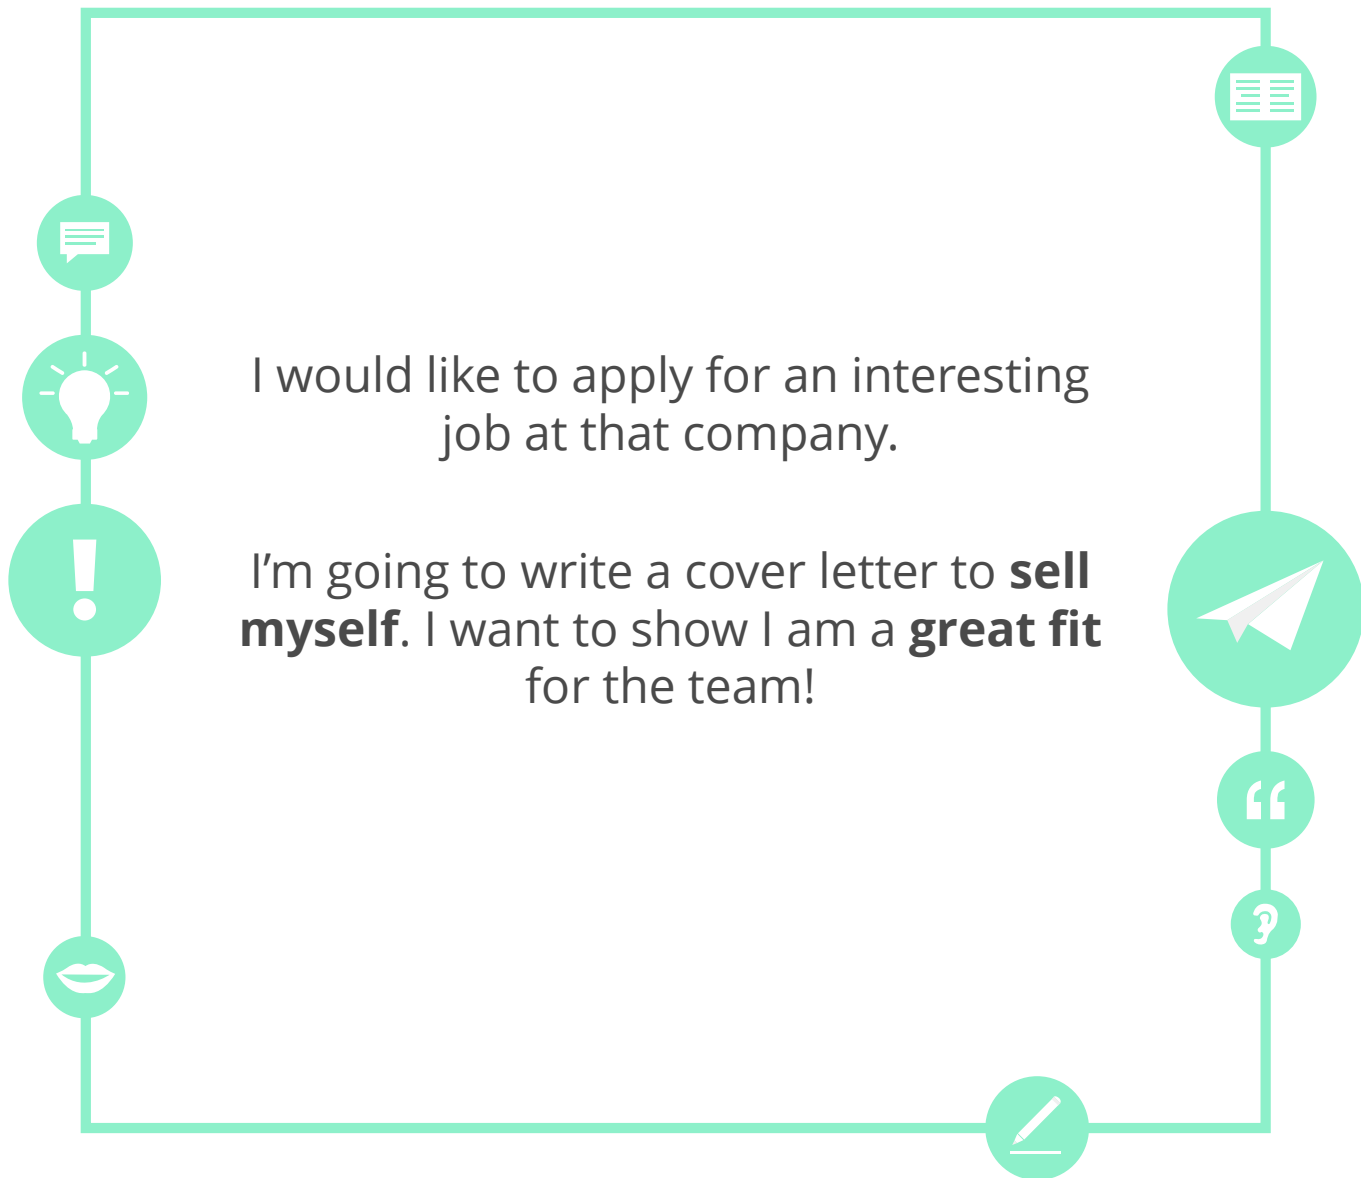 I would like to apply for an interesting
job at that company.
I’m going to write a cover letter to sell
myself. I want to show I am a great fit
for the team!